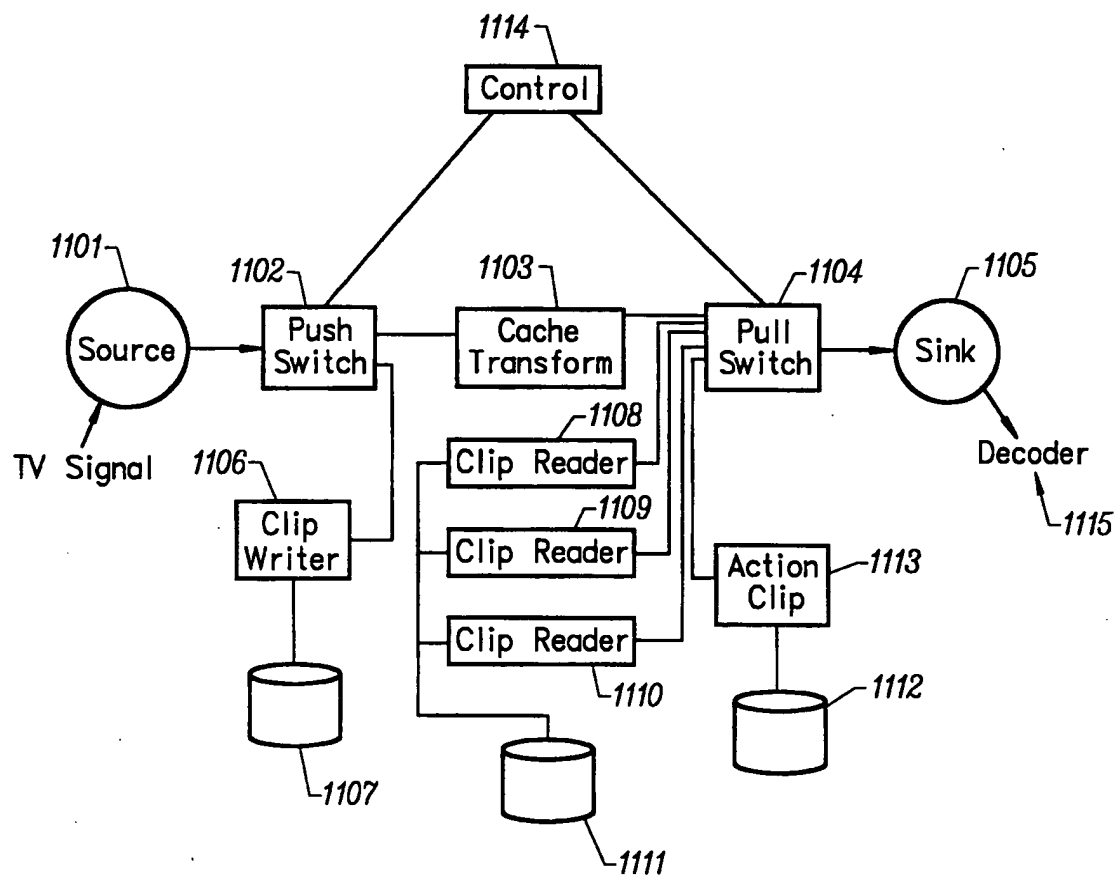 1114
Control
1101
1102
1103
1104
1105
Source
Push
Switch
Cache
Transform
Pull
Switch
Sink
TV Signal
1106
1108
Clip Reader
Decoder
1115
Clip
Writer
1109
Clip Reader
Action
Clip
1113
Clip Reader
1110
1112
1107
1111